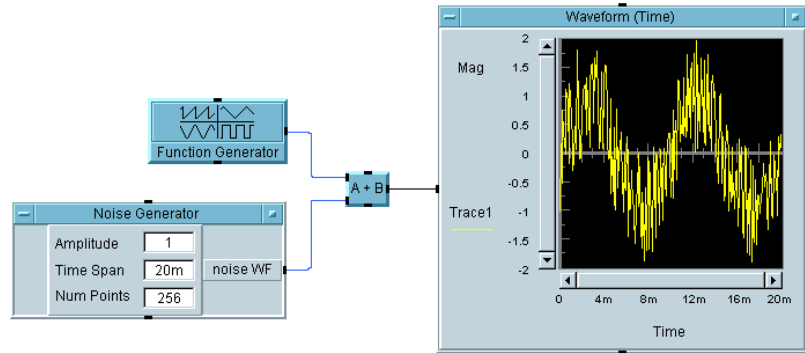 Function Generator
Noise Generator
Amplitude 1
Time Span 20m
Num Points 256
noise WF
A + B
Waveform (Time)
Mag
Trace1
2
1.5
1
0.5
0
-0.5
-1
-1.5
-2
0 4m 8m 12m 16m 20m
Time